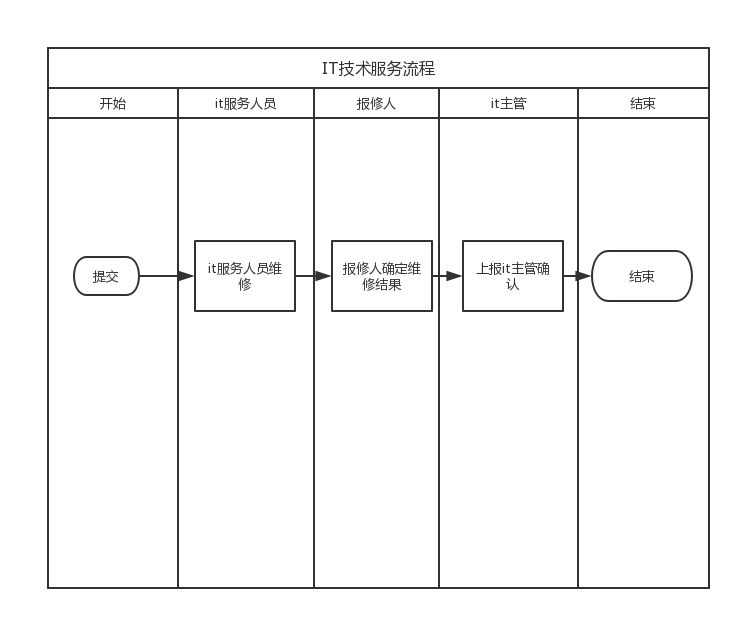 IT技术服务流程
开始
it服务人员
报修人
it主管
结束
提交
it服务人员维
修
报修人确定维
修结果
上报it主管确
认
结束